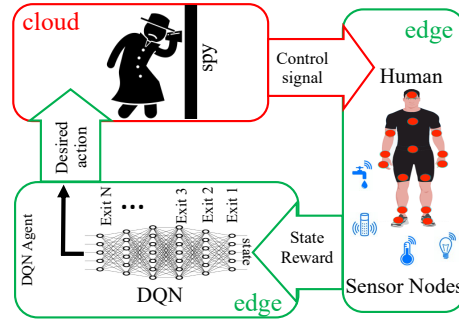 cloud
spy
Control
signal
edge
Human
Desired
action
Exit N
...
Exit 3
Exit 2
Exit 1
state
DQN Agent
DQN
edge
State
Reward
Sensor Nodes